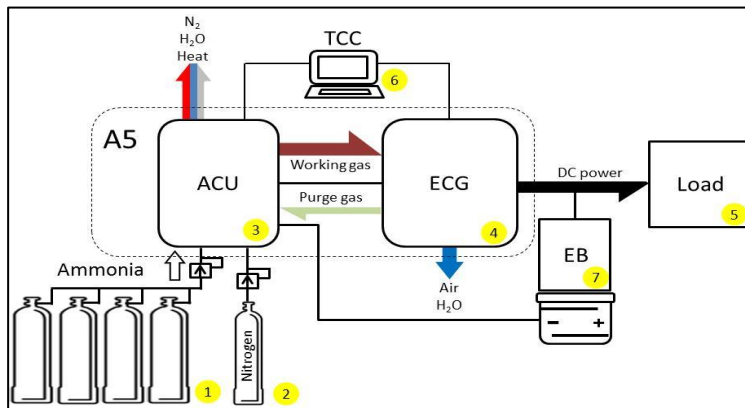 N₂
H₂O
Heat
TCC
6
A5
ACU
3
Working gas
Purge gas
ECG
4
DC power
Load
5
Ammonia
Air
H₂O
EB
7
− +
Nitrogen
1
2